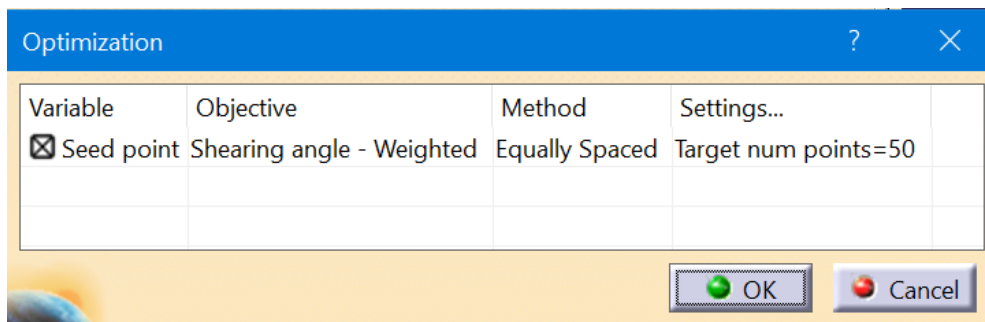 Optimization ?
Variable Objective Method Settings...
Seed point Shearing angle - Weighted Equally Spaced Target num points=50
OK Cancel